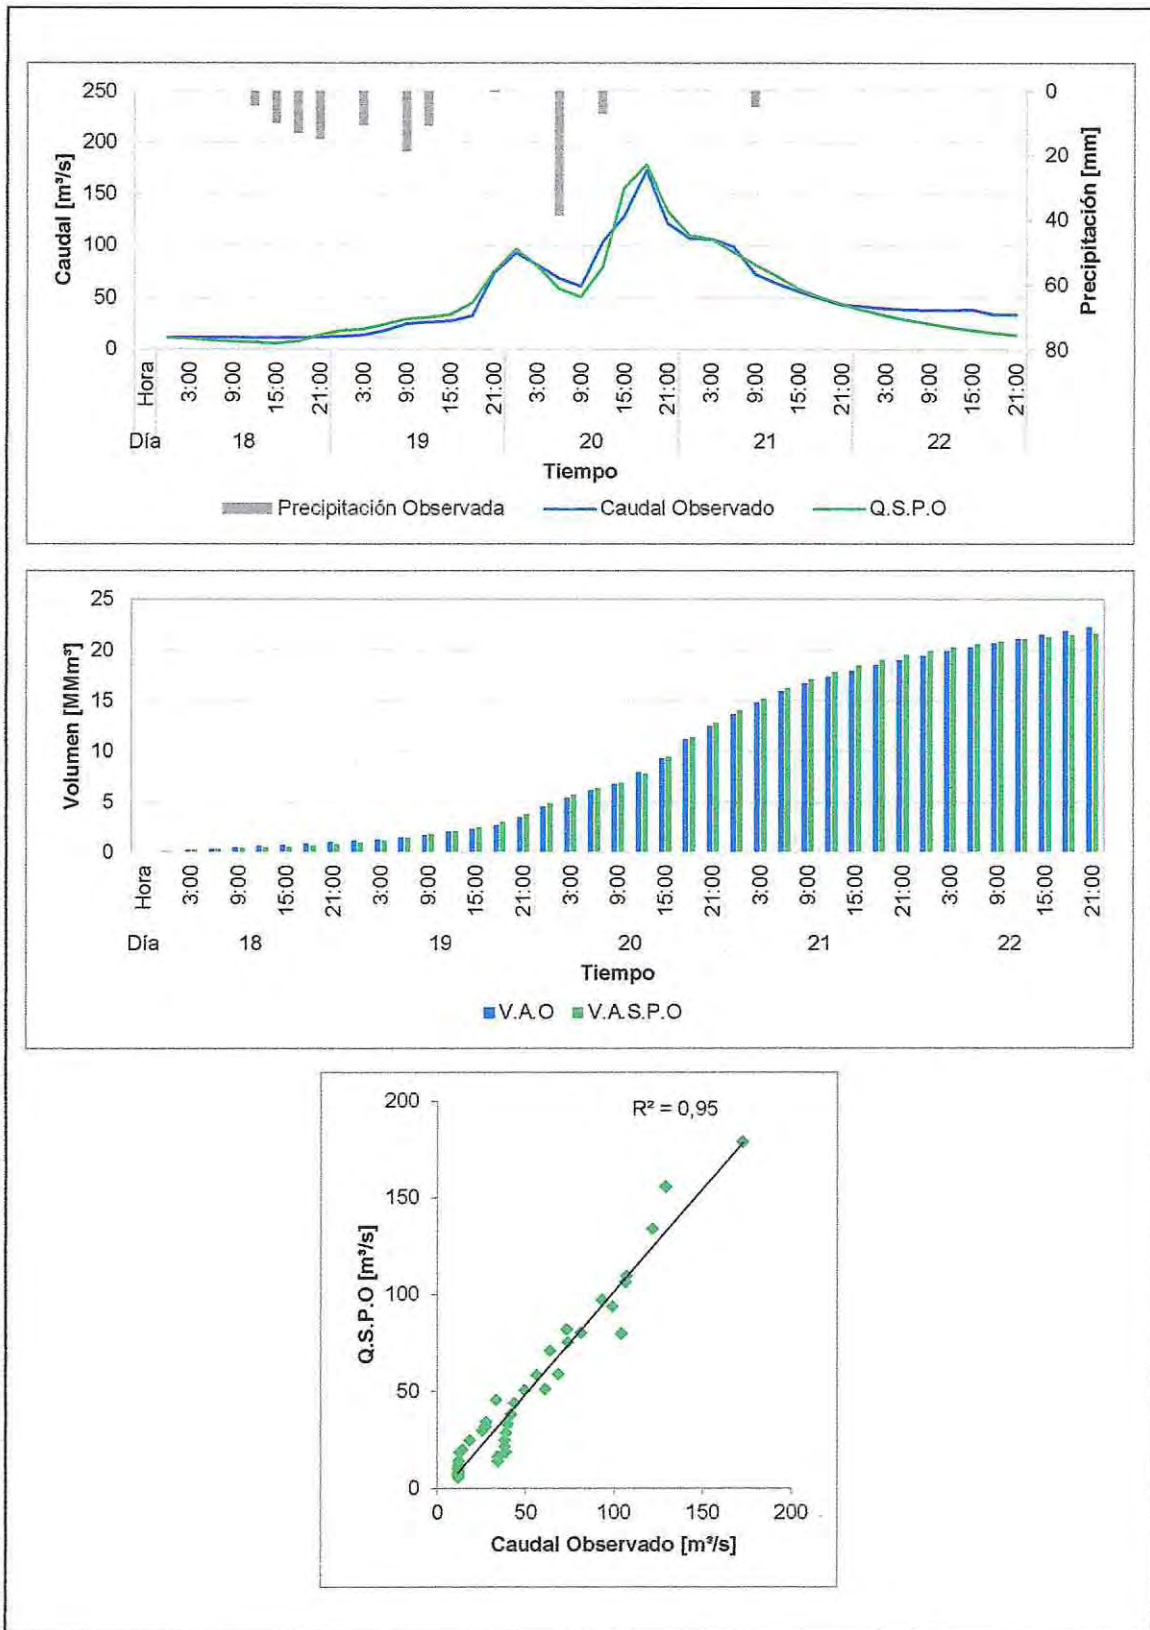 250
200
150
100
50
0
Caudal [m³/s]
0
20
40
60
80
Precipitación [mm]
Hora 3:00 9:00 15:00 21:00 3:00 9:00 15:00 21:00 3:00 9:00 15:00 21:00 3:00 9:00 15:00 21:00 3:00 9:00 15:00 21:00
Día 18 19 20 21 22
Tiempo
Precipitación Observada Caudal Observado Q.S.P.O
25
20
15
10
5
0
Volumen [MMm³]
Hora 3:00 9:00 15:00 21:00 3:00 9:00 15:00 21:00 3:00 9:00 15:00 21:00 3:00 9:00 15:00 21:00 3:00 9:00 15:00 21:00
Día 18 19 20 21 22
Tiempo
V.A.O V.A.S.P.O
R² = 0,95
200
150
100
50
0
Q.S.P.O [m³/s]
0 50 100 150 200
Caudal Observado [m³/s]